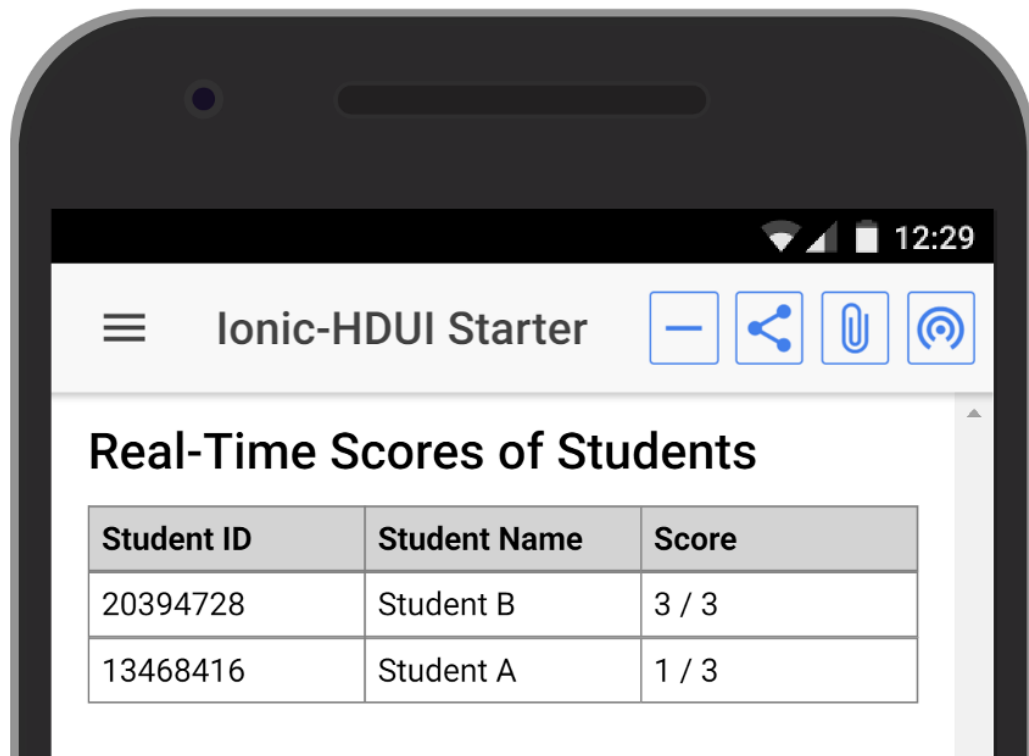 12:29
Ionic-HDUI Starter
Real-Time Scores of Students
Student ID Student Name Score
20394728 Student B 3 / 3
13468416 Student A 1 / 3